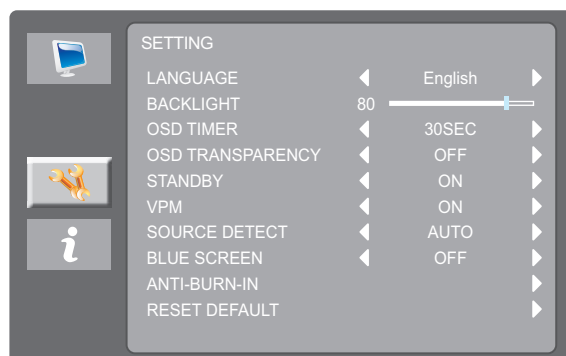 SETTING
LANGUAGE English
BACKLIGHT 80
OSD TIMER 30SEC
OSD TRANSPARENCY OFF
STANDBY ON
VPM ON
SOURCE DETECT AUTO
BLUE SCREEN OFF
ANTI-BURN-IN
RESET DEFAULT
i